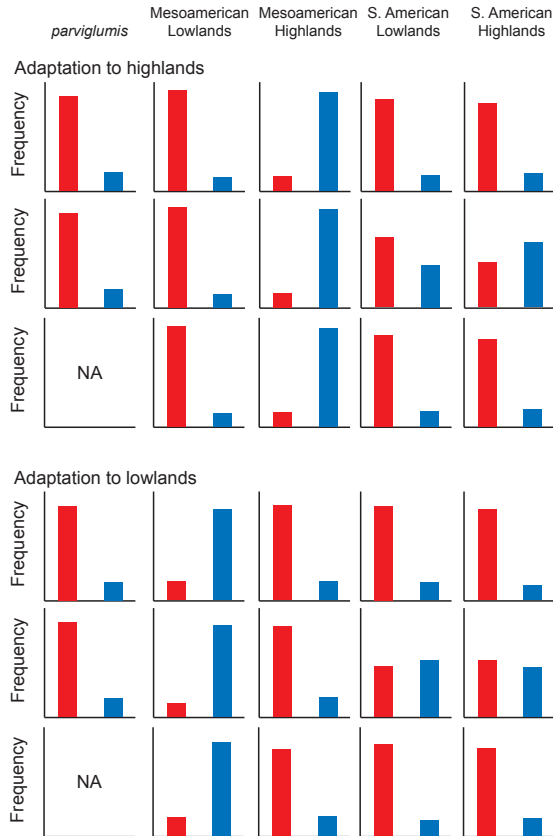 parviglumis
Mesoamerican
Lowlands
Mesoamerican
Highlands
S. American
Lowlands
S. American
Highlands
Adaptation to highlands
Frequency
Frequency
Frequency
NA
Adaptation to lowlands
Frequency
Frequency
Frequency
NA